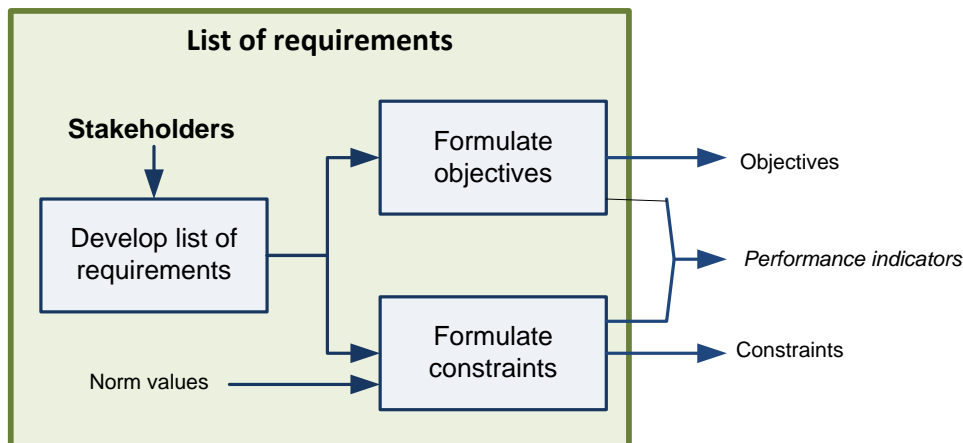 List of requirements
Stakeholders
Formulate
objectives
Objectives
Develop list of
requirements
Performance indicators
Formulate
constraints
Constraints
Norm values